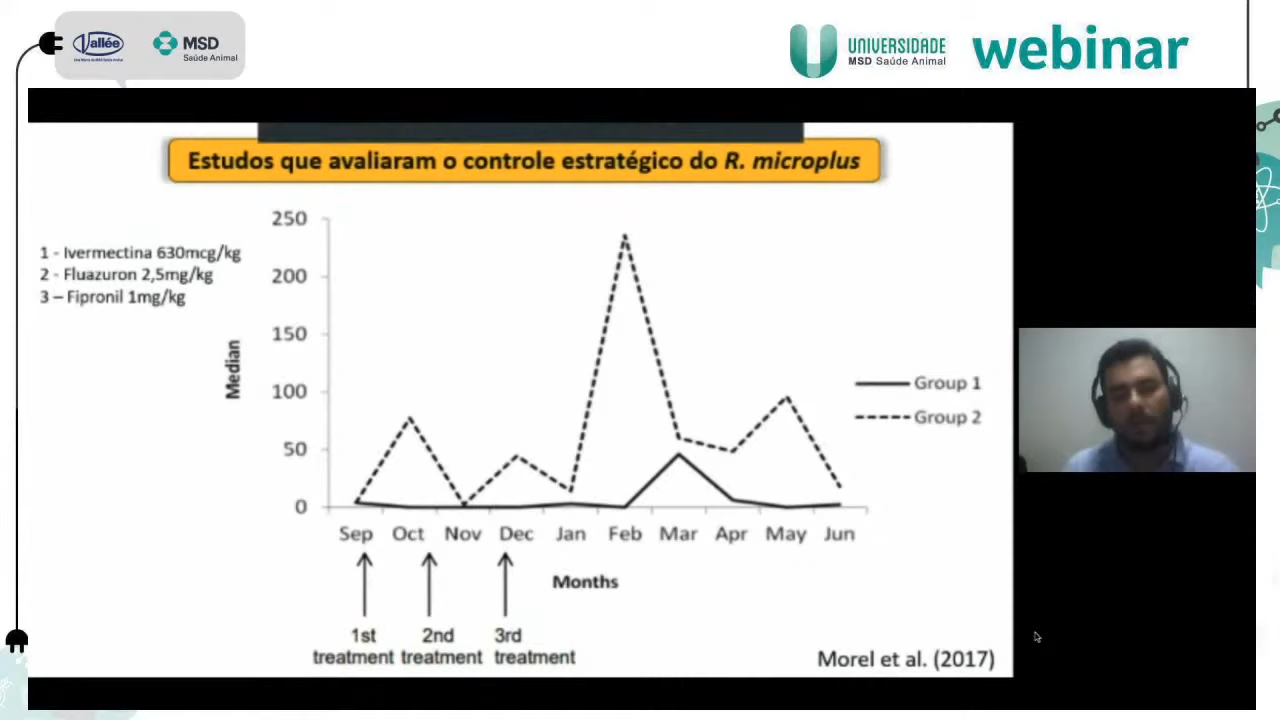 Vallée
MSD
Saúde Animal
UNIVERSIDADE
MSD Saúde Animal
webinar
Estudos que avaliaram o controle estratégico do R. microplus
1 - Ivermectina 630mcg/kg
2 - Fluazuron 2,5mg/kg
3 – Fipronil 1mg/kg
250
200
150
100
50
0
Median
Group 1
Group 2
Sep Oct Nov Dec Jan Feb Mar Apr May Jun
Months
1st treatment
2nd treatment
3rd treatment
Morel et al. (2017)